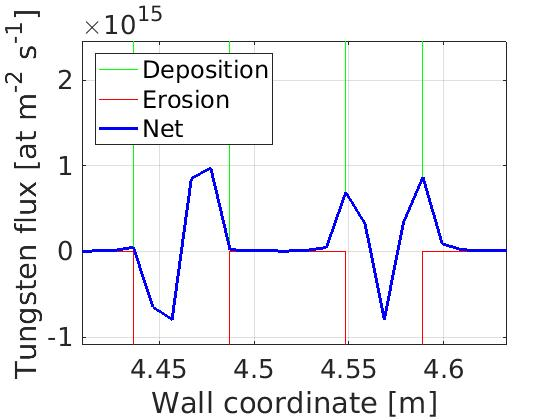 ×10^15
Tungsten flux [at m^-2 s^-1]
2
1
0
-1
Deposition
Erosion
Net
4.45 4.5 4.55 4.6
Wall coordinate [m]